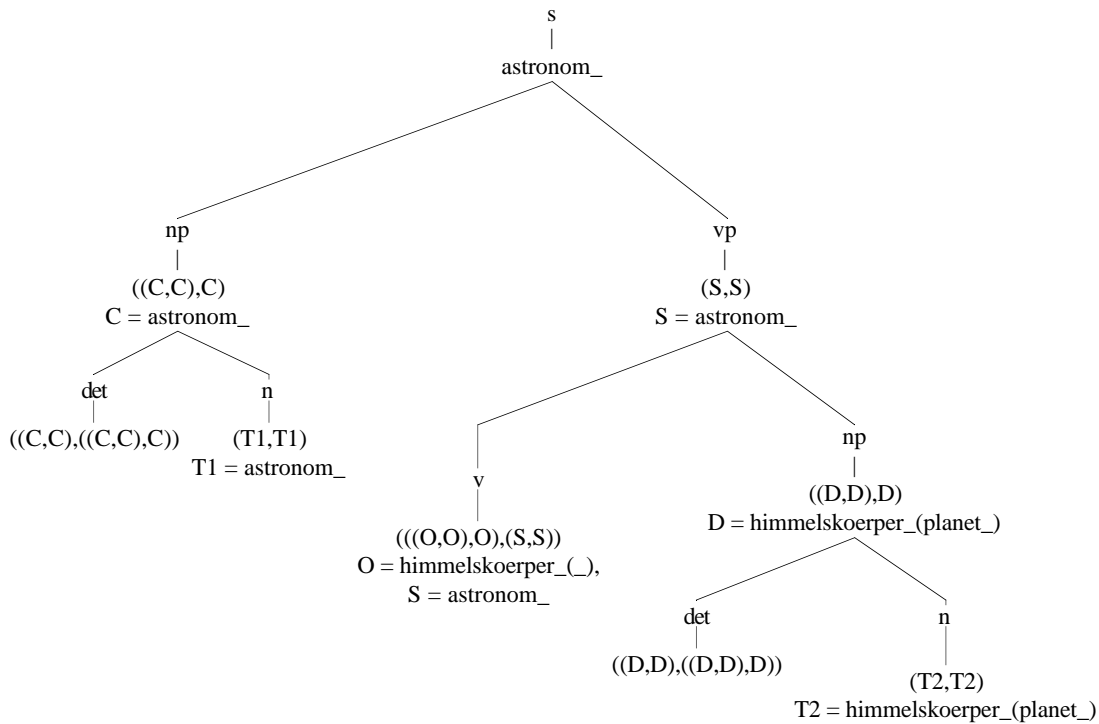 s
astronom_
np vp
((C,C),C) (S,S)
C = astronom_ S = astronom_
det n np
((C,C),((C,C),C)) (T1,T1)
T1 = astronom_
v ((D,D),D)
D = himmelskoerper_(planet_)
(((O,O),O),(S,S))
O = himmelskoerper_(_),
S = astronom_
det n
((D,D),((D,D),D)) (T2,T2)
T2 = himmelskoerper_(planet_)